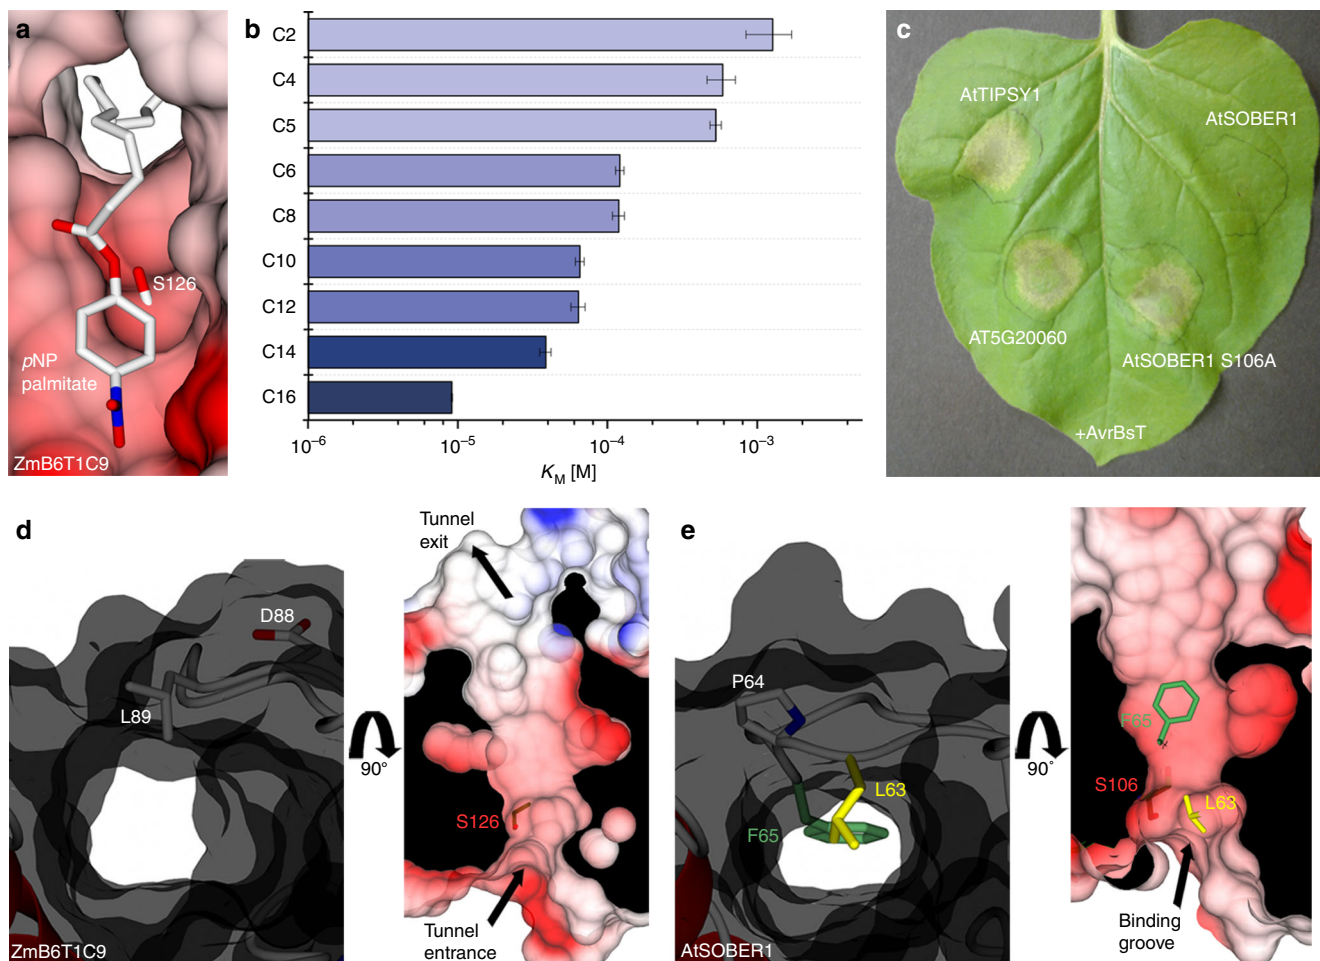 a
S126
pNP
palmitate
ZmB6T1C9
b
C2
C4
C5
C6
C8
C10
C12
C14
C16
10⁻⁶
10⁻⁵
10⁻⁴
10⁻³
K_M [M]
c
AtTIPSY1
AtSOBER1
AT5G20060
AtSOBER1 S106A
+AvrBsT
d
D88
L89
ZmB6T1C9
90°
Tunnel
exit
S126
Tunnel
entrance
e
P64
L63
F65
AtSOBER1
90°
F65
S106
L63
Binding
groove